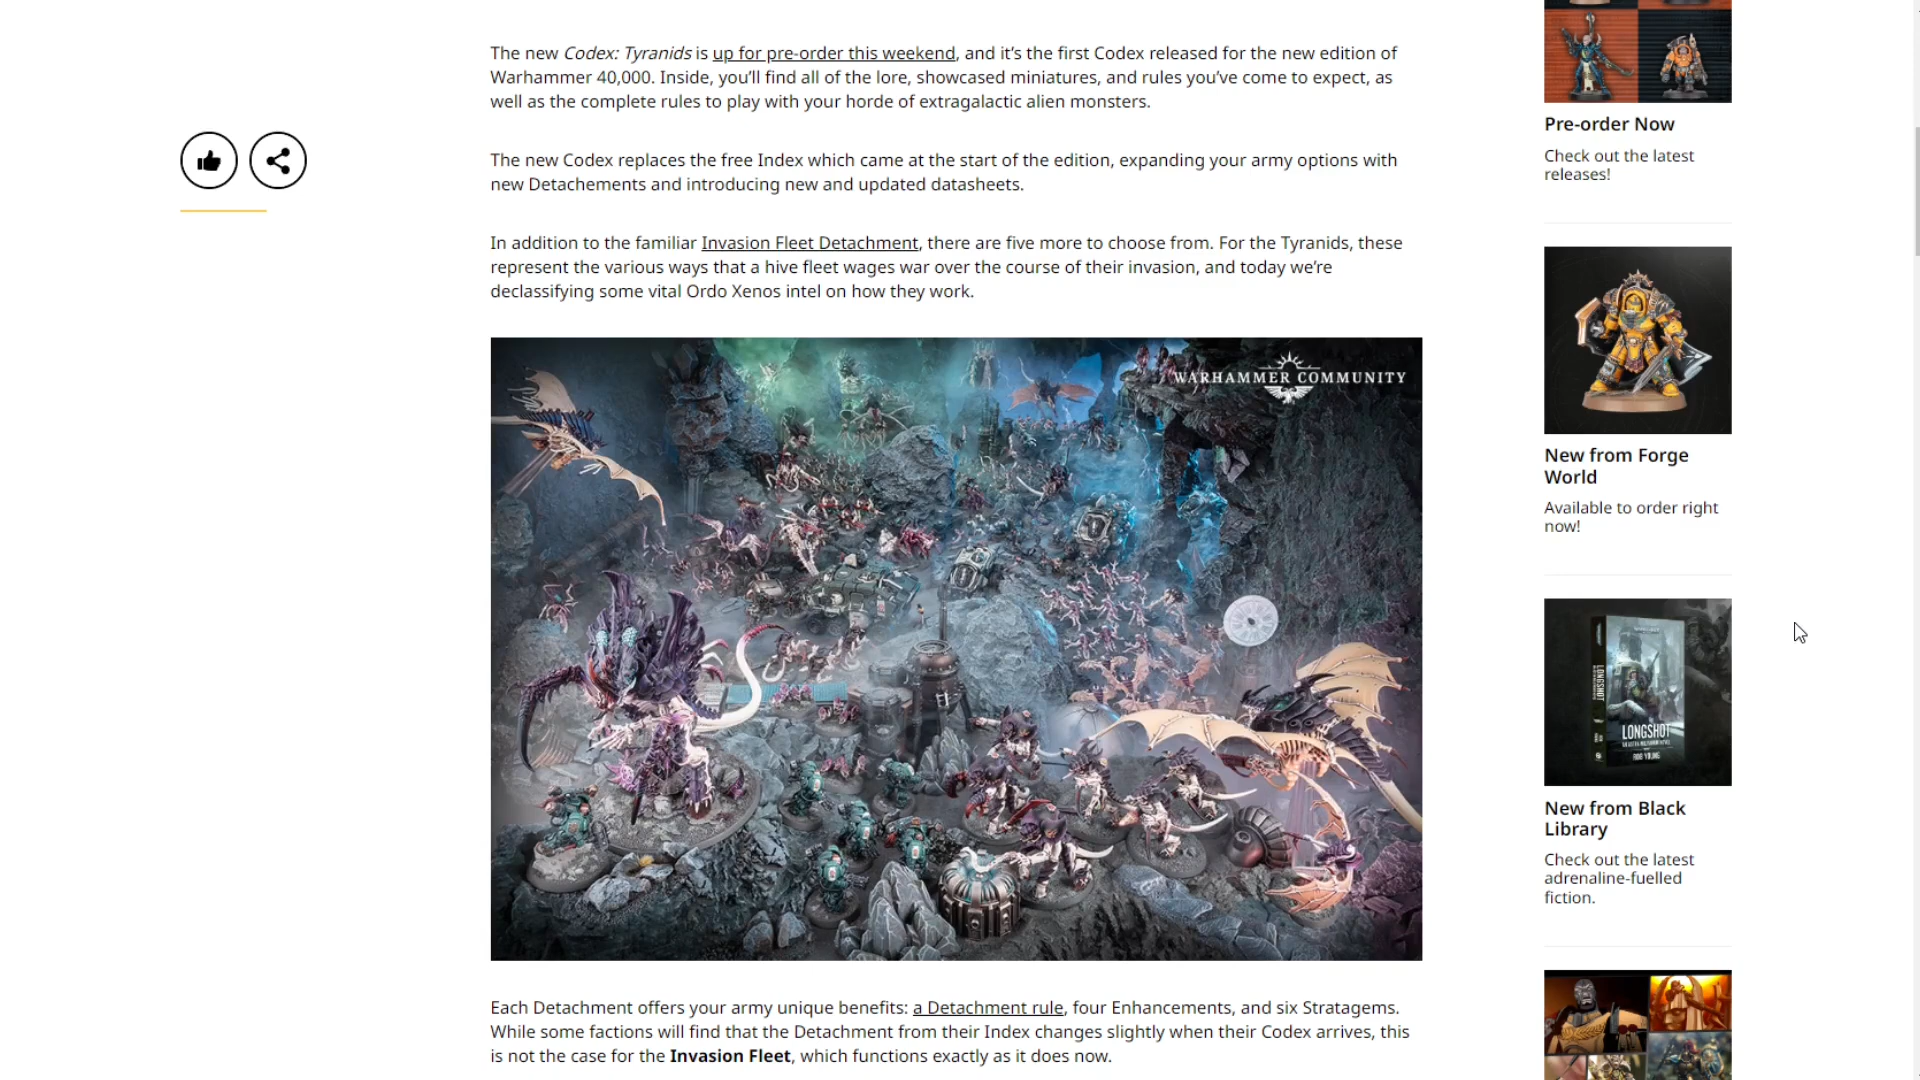 The new Codex: Tyranids is up for pre-order this weekend, and it’s the first Codex released for the new edition of
Warhammer 40,000. Inside, you’ll find all of the lore, showcased miniatures, and rules you’ve come to expect, as
well as the complete rules to play with your horde of extragalactic alien monsters.
The new Codex replaces the free Index which came at the start of the edition, expanding your army options with
new Detachements and introducing new and updated datasheets.
In addition to the familiar Invasion Fleet Detachment, there are five more to choose from. For the Tyranids, these
represent the various ways that a hive fleet wages war over the course of their invasion, and today we’re
declassifying some vital Ordo Xenos intel on how they work.
WARHAMMER COMMUNITY
Each Detachment offers your army unique benefits: a Detachment rule, four Enhancements, and six Stratagems.
While some factions will find that the Detachment from their Index changes slightly when their Codex arrives, this
is not the case for the Invasion Fleet, which functions exactly as it does now.
Pre-order Now
Check out the latest
releases!
New from Forge
World
Available to order right
now!
LONGSHOT
LONGSHOT
ROB YOUNG
New from Black
Library
Check out the latest
adrenaline-fuelled
fiction.